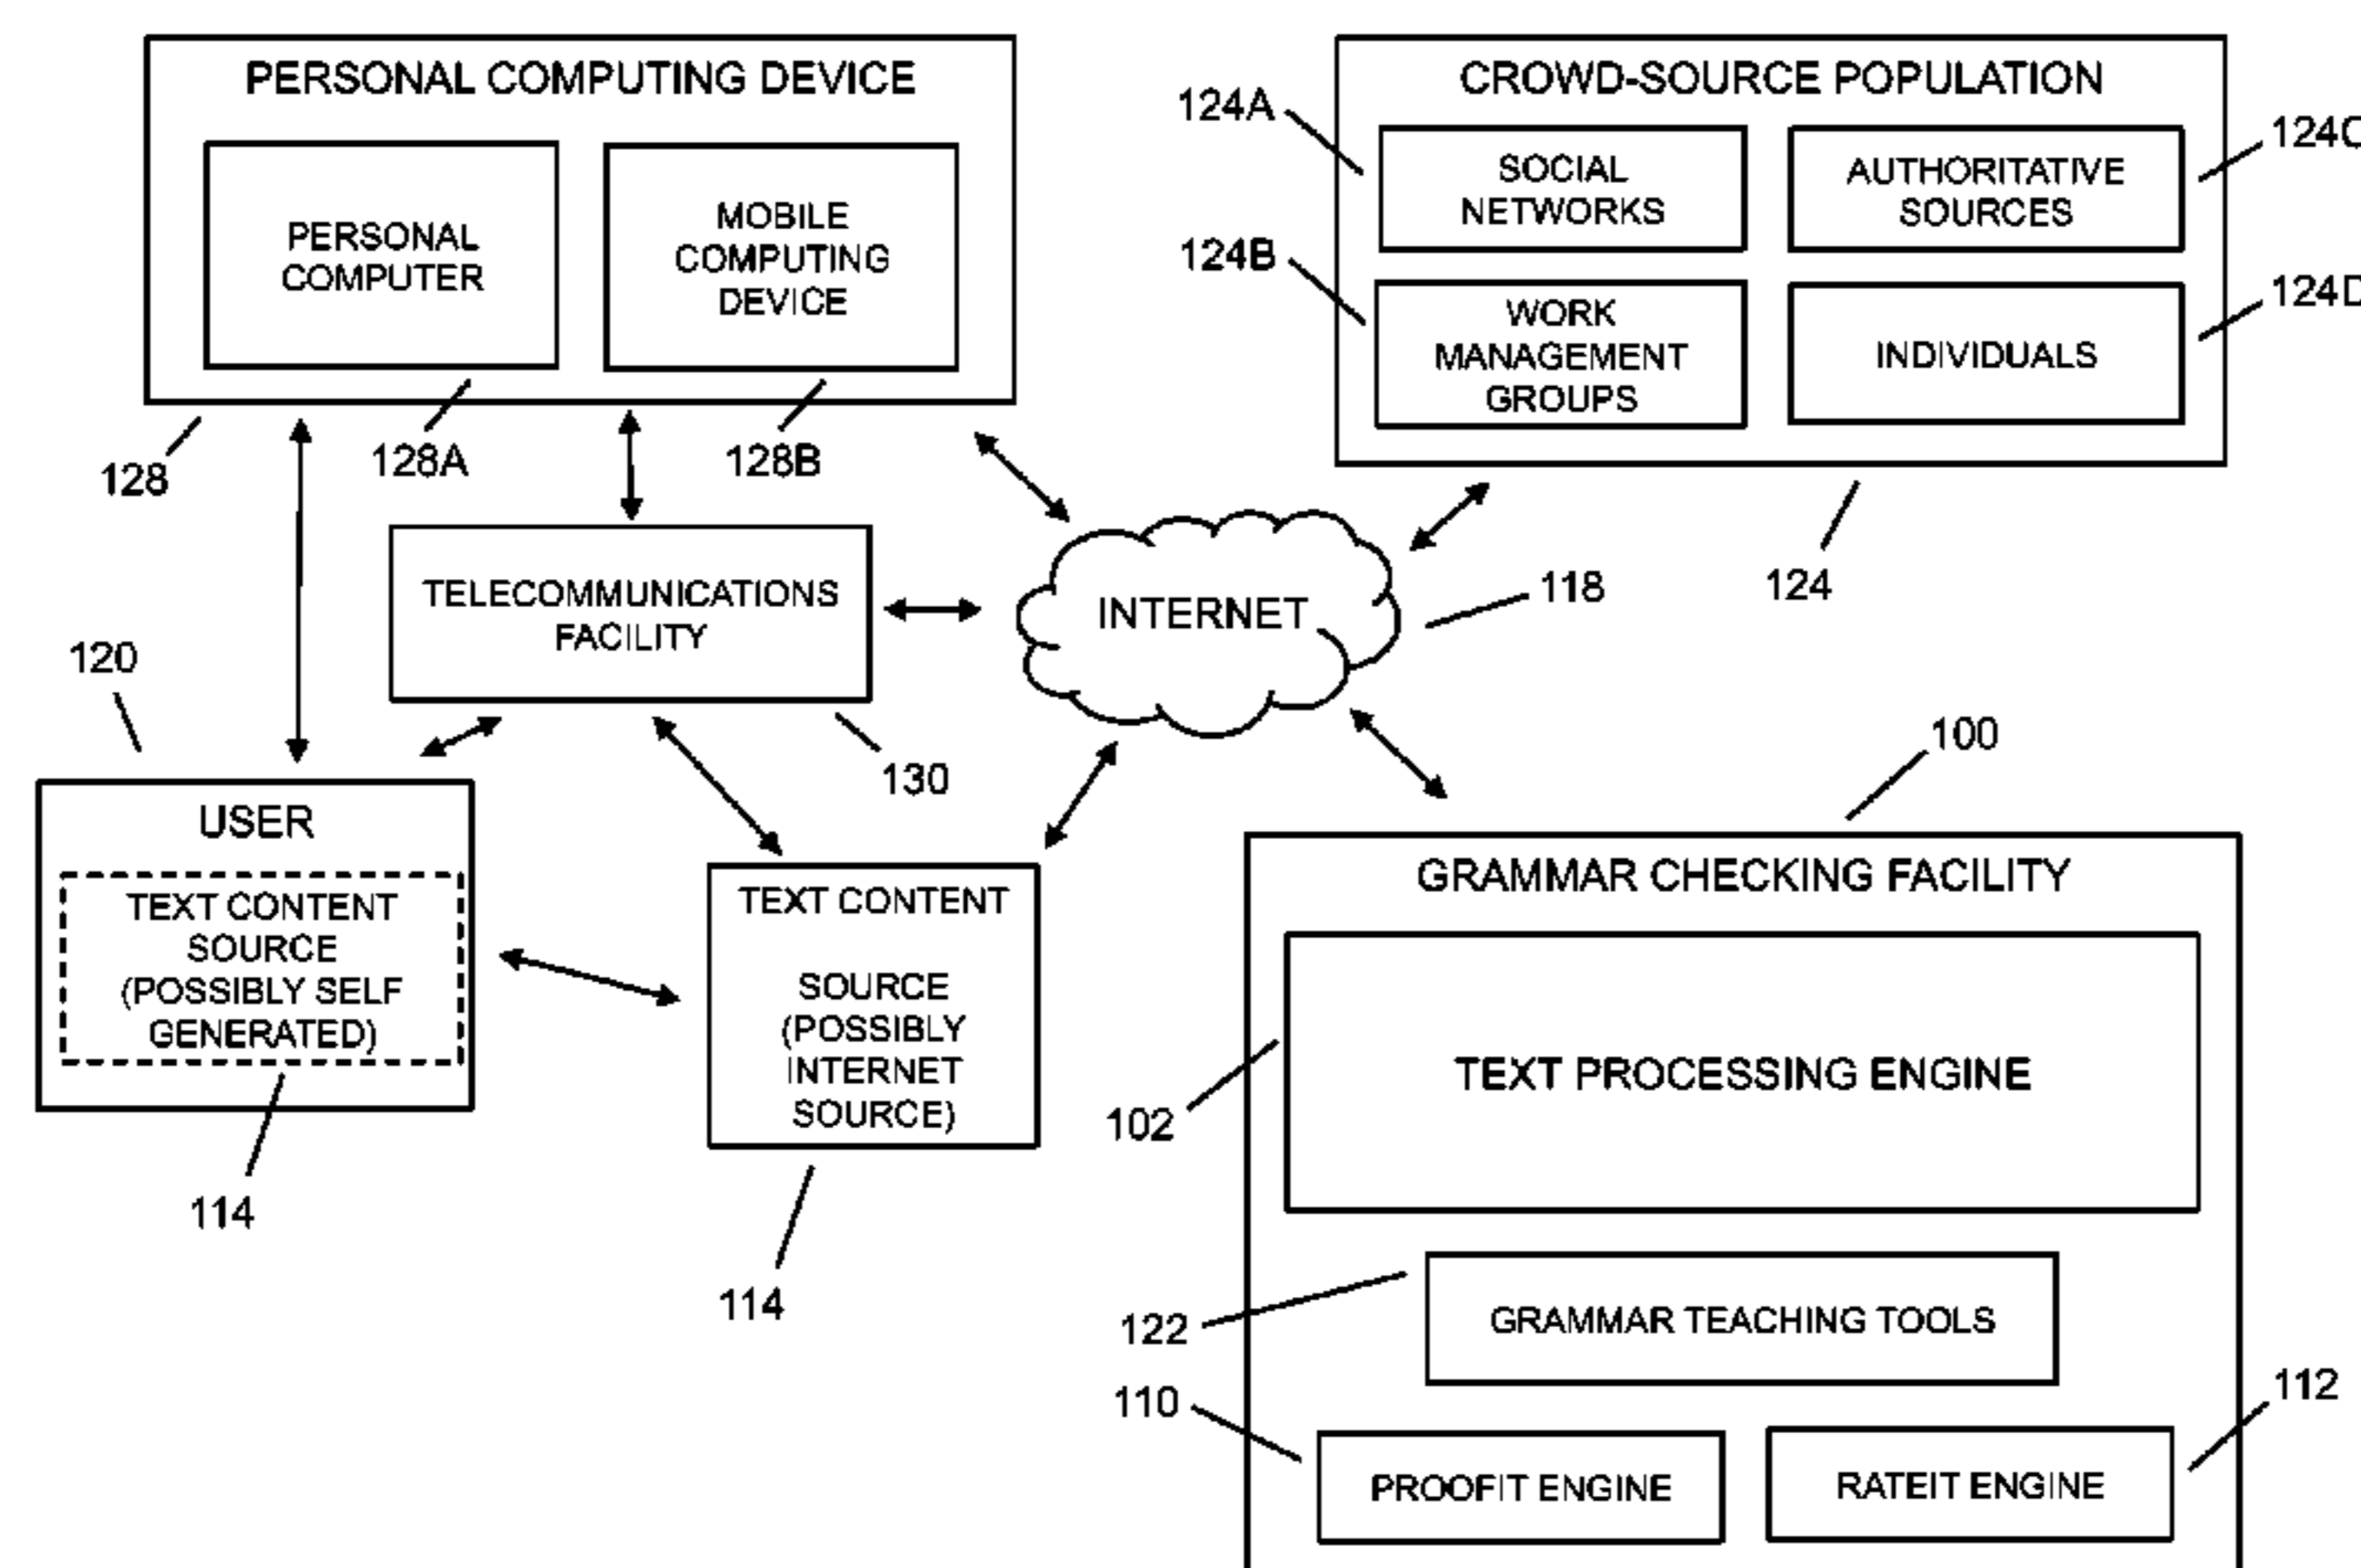 PERSONAL COMPUTING DEVICE
PERSONAL
COMPUTER
MOBILE
COMPUTING
DEVICE
128
128A
128B
CROWD-SOURCE POPULATION
124A
SOCIAL
NETWORKS
AUTHORITATIVE
SOURCES
124C
124B
WORK
MANAGEMENT
GROUPS
INDIVIDUALS
124D
124
TELECOMMUNICATIONS
FACILITY
130
INTERNET
118
120
USER
TEXT CONTENT
SOURCE
(POSSIBLY SELF
GENERATED)
114
TEXT CONTENT
SOURCE
(POSSIBLY
INTERNET
SOURCE)
114
100
GRAMMAR CHECKING FACILITY
TEXT PROCESSING ENGINE
102
GRAMMAR TEACHING TOOLS
122
110
PROOFIT ENGINE
RATEIT ENGINE
112